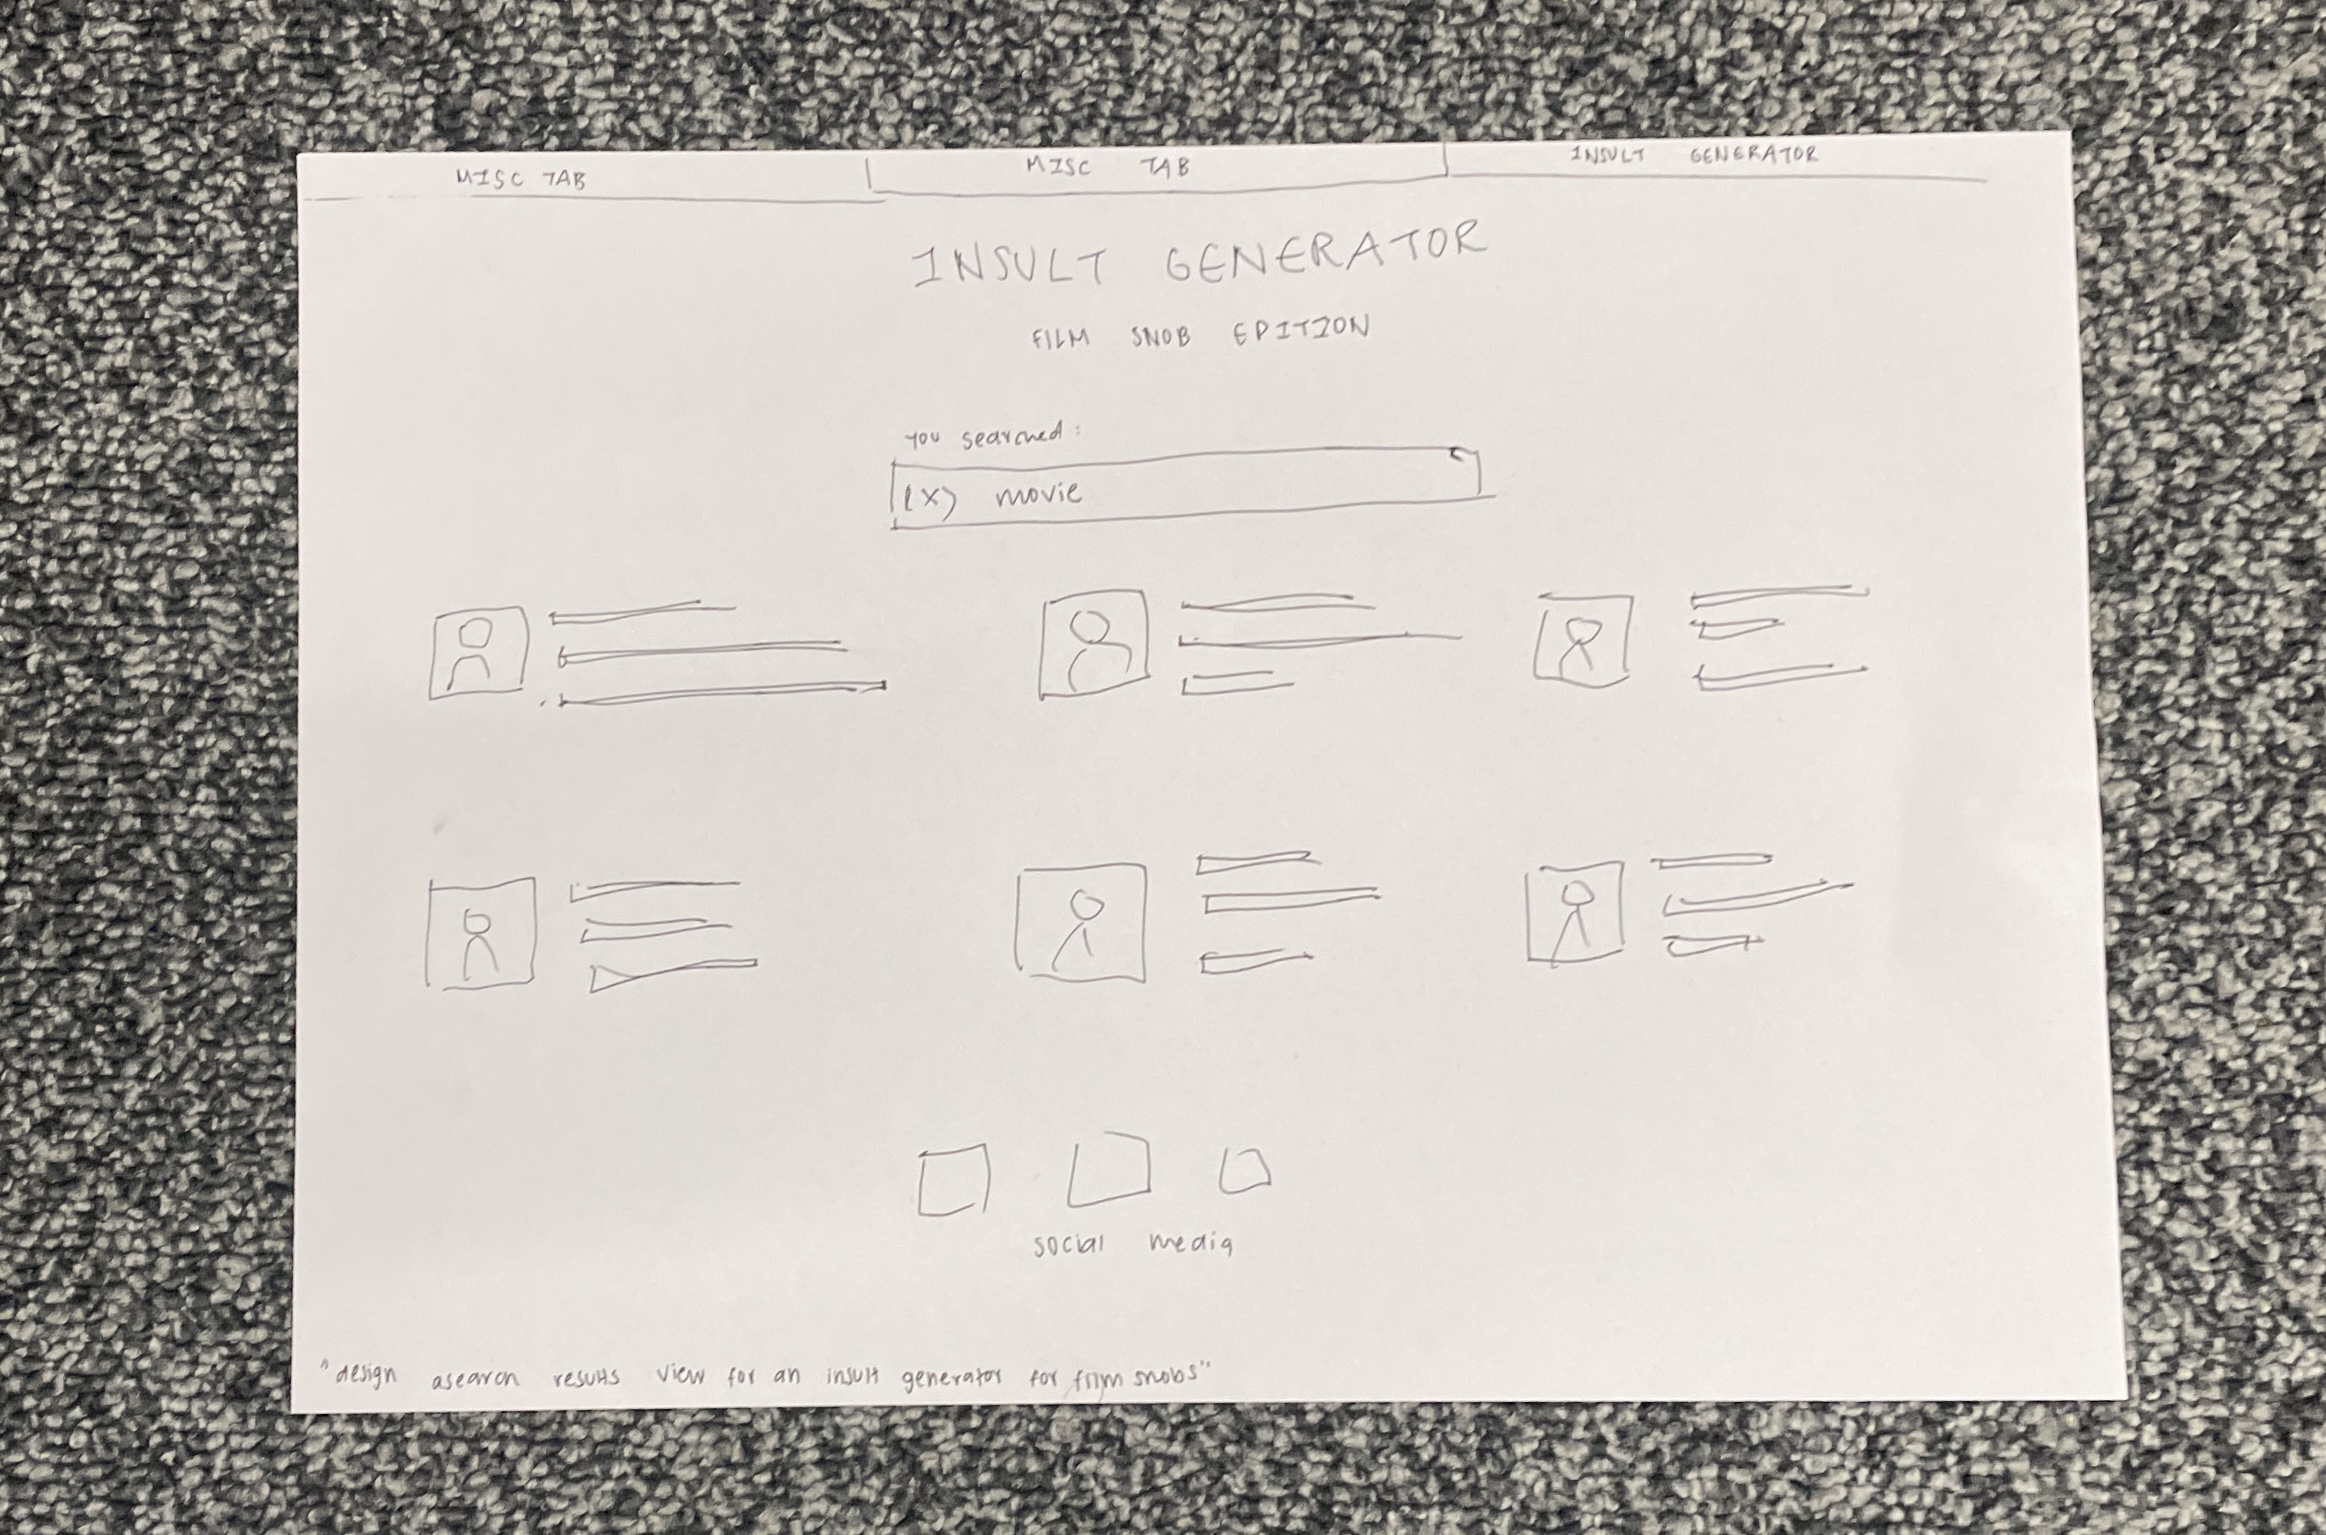 MISC TAB
MISC TAB
INSULT GENERATOR
INSULT GENERATOR
FILM SNOB EDITION
You searched:
(X) movie
social media
"design a search results view for an insult generator for film snobs"